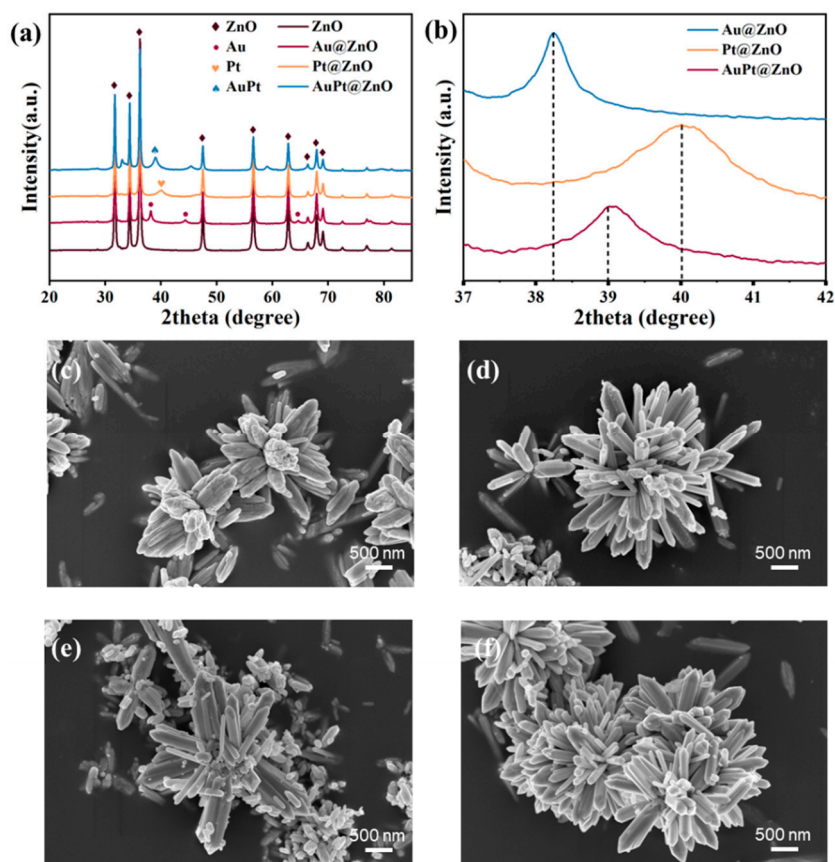 (a)
ZnO
Au
Pt
AuPt
ZnO
Au@ZnO
Pt@ZnO
AuPt@ZnO
Intensity(a.u.)
20 30 40 50 60 70 80
2theta (degree)
(b)
Au@ZnO
Pt@ZnO
AuPt@ZnO
Intensity (a.u.)
37 38 39 40 41 42
2theta (degree)
(c)
500 nm
(d)
500 nm
(e)
500 nm
(f)
500 nm